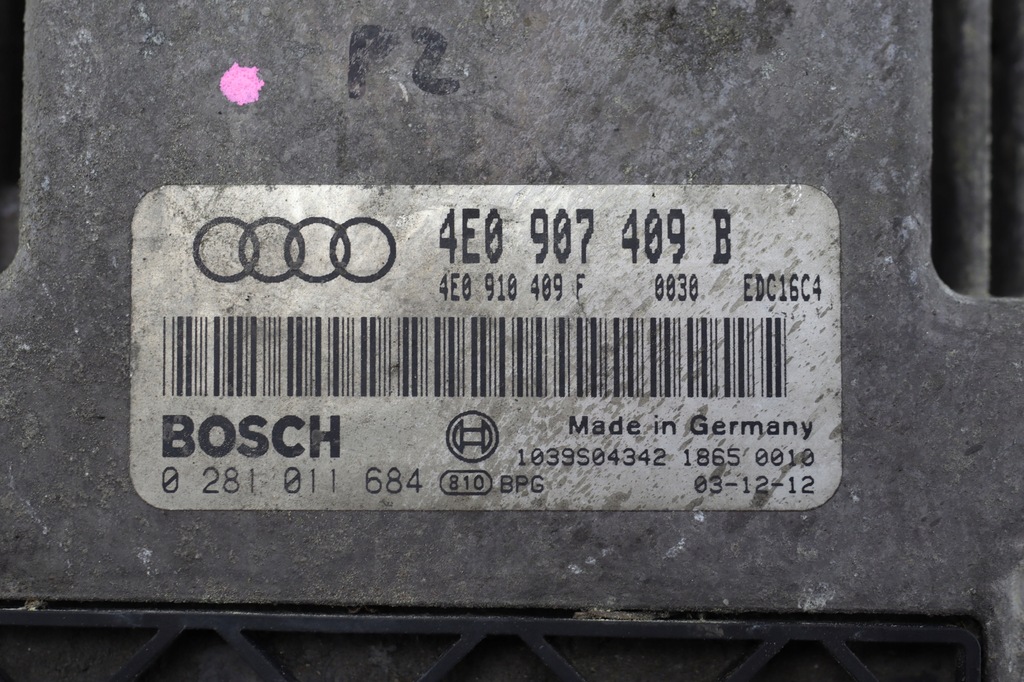 P2
4E0 907 409 B
4E0 910 409 F 0030 EDC16C4
BOSCH
Made in Germany
1039S04342 1865 0010
0 281 011 684 810 BPG 03-12-12